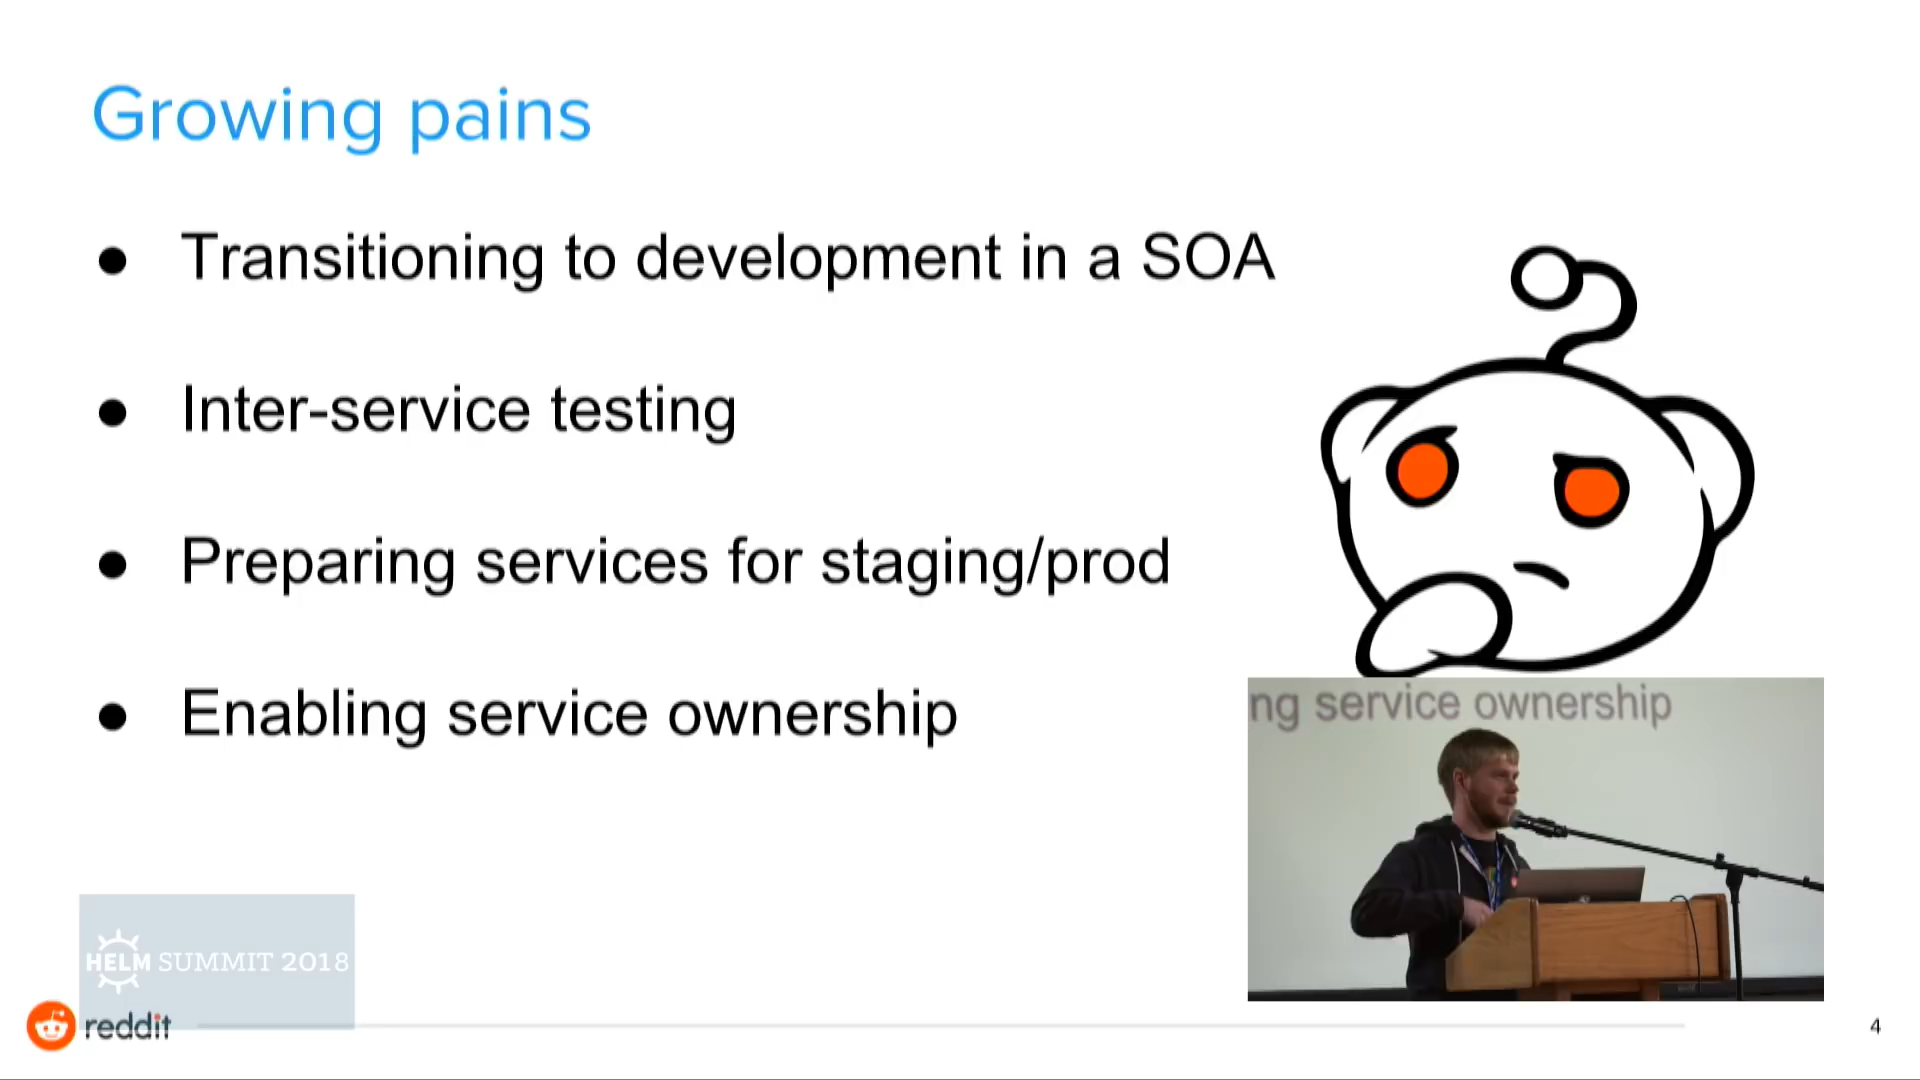 Growing pains
● Transitioning to development in a SOA
● Inter-service testing
● Preparing services for staging/prod
● Enabling service ownership
ng service ownership
HELM SUMMIT 2018
reddit
4